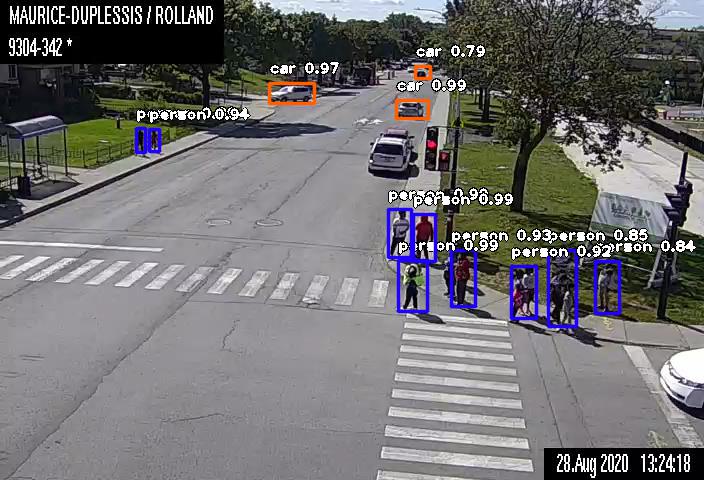 MAURICE-DUPLESSIS / ROLLAND
9304-342 *
car 0.79
car 0.97
car 0.99
person 0.94
person 0.99
person 0.93
person 0.85
person 0.99
person 0.92
person 0.84
28.Aug 2020 13:24:18